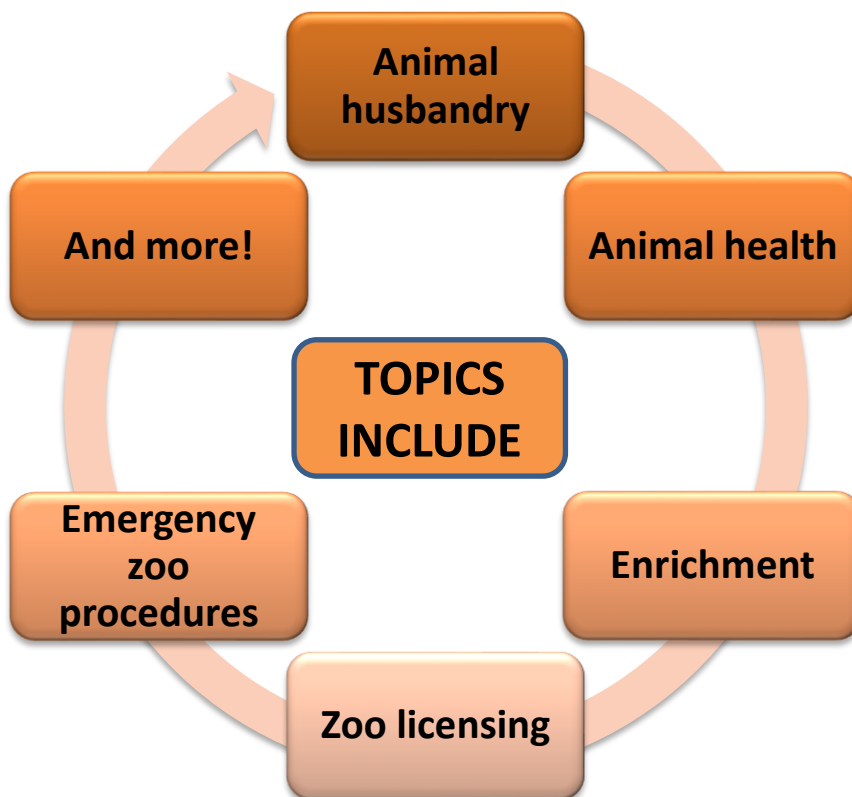 Animal
husbandry
Animal health
Enrichment
Zoo licensing
Emergency
zoo
procedures
And more!
TOPICS
INCLUDE